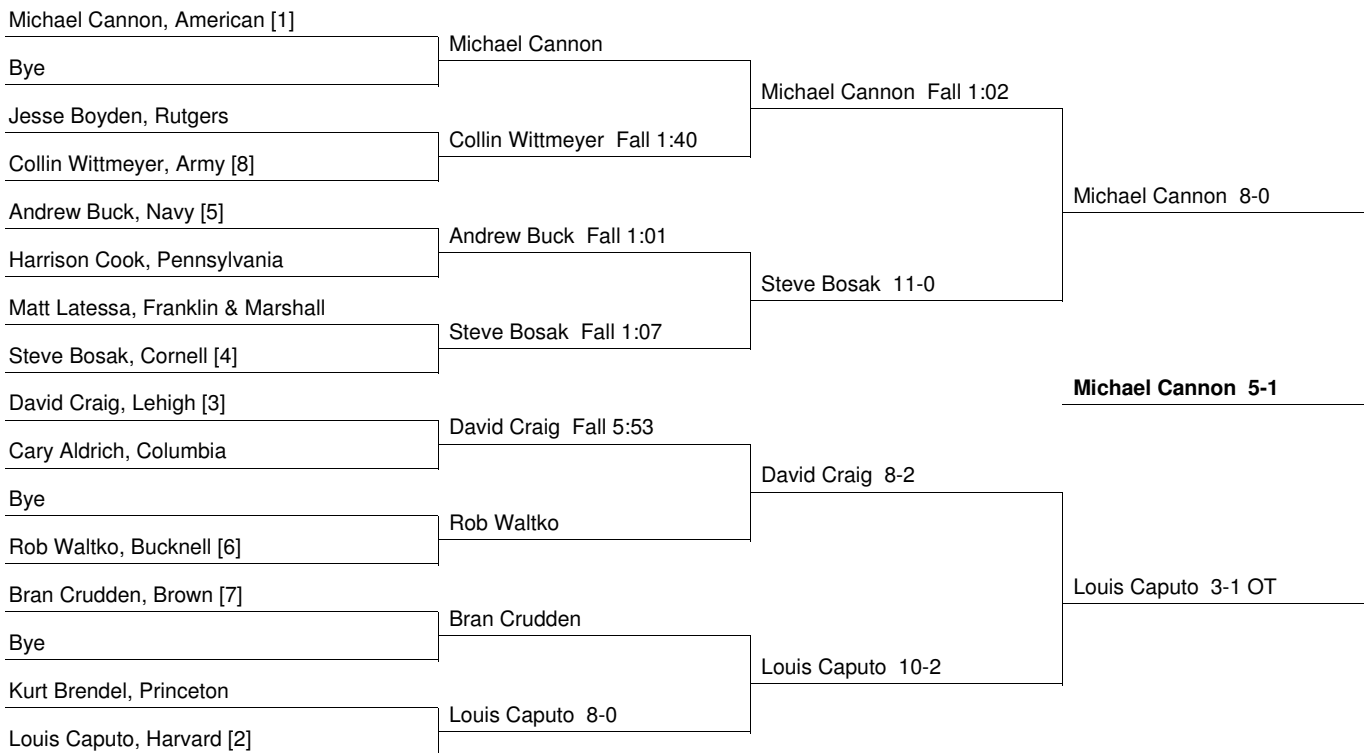 Michael Cannon, American [1]
Bye
Jesse Boyden, Rutgers
Collin Wittmeyer, Army [8]
Andrew Buck, Navy [5]
Harrison Cook, Pennsylvania
Matt Latessa, Franklin & Marshall
Steve Bosak, Cornell [4]
David Craig, Lehigh [3]
Cary Aldrich, Columbia
Bye
Rob Waltko, Bucknell [6]
Bran Crudden, Brown [7]
Bye
Kurt Brendel, Princeton
Louis Caputo, Harvard [2]
Michael Cannon
Collin Wittmeyer Fall 1:40
Andrew Buck Fall 1:01
Steve Bosak Fall 1:07
David Craig Fall 5:53
Rob Waltko
Bran Crudden
Louis Caputo 8-0
Michael Cannon Fall 1:02
Steve Bosak 11-0
David Craig 8-2
Louis Caputo 10-2
Michael Cannon 8-0
Michael Cannon 5-1
Louis Caputo 3-1 OT